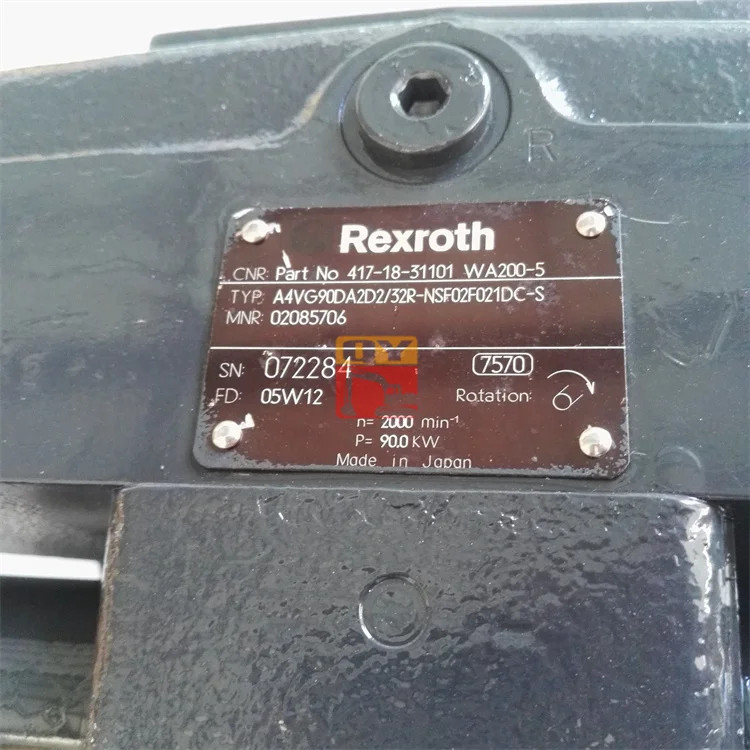 R
Rexroth
CNR: Part No 417-18-31101 WA200-5
TYP: A4VG90DA2D2/32R-NSF02F021DC-S
MNR: 02085706
QY
SN: 072284 7570
FD: 05W12 Rotation:
n= 2000 min⁻¹
P= 90,0 KW
Made in Japan